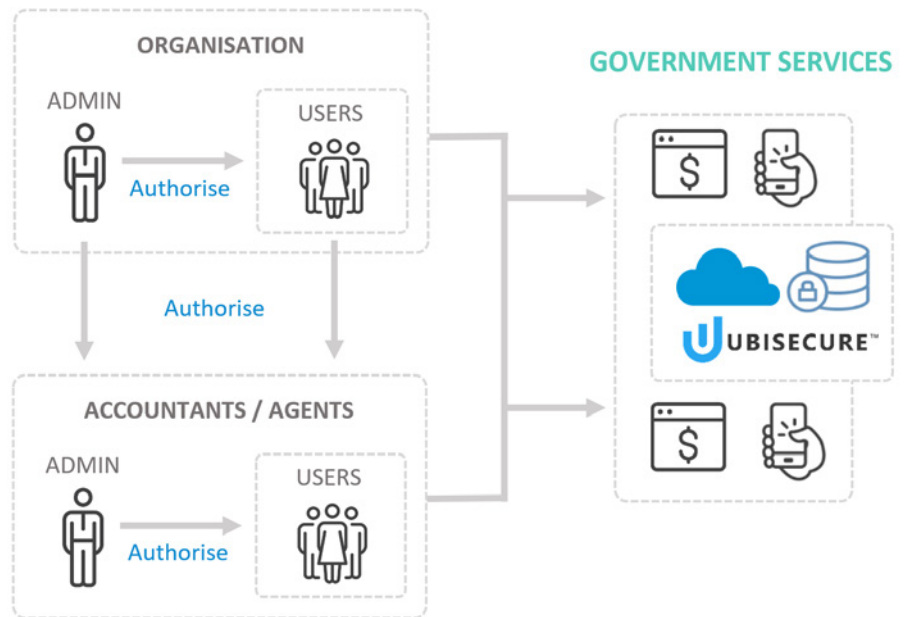 ORGANISATION
ADMIN
USERS
Authorise
Authorise
ACCOUNTANTS / AGENTS
ADMIN
USERS
Authorise
GOVERNMENT SERVICES
$
UBISECURE™
$